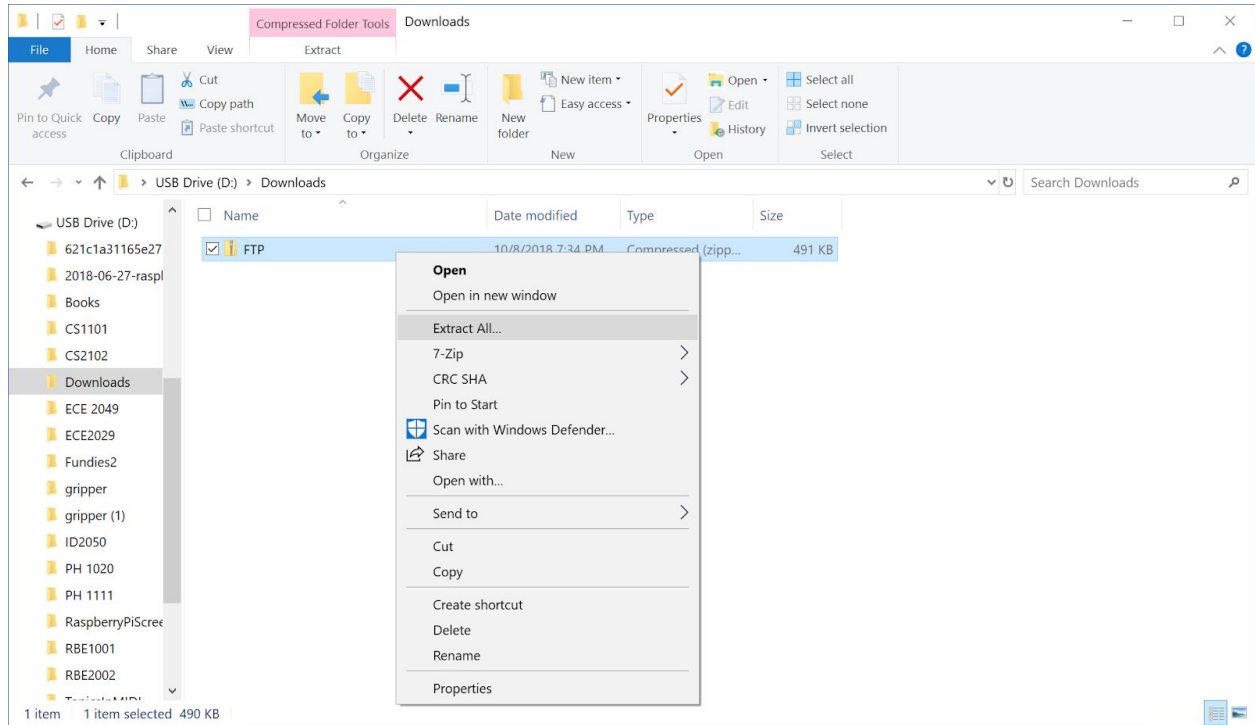 Compressed Folder Tools Downloads
File Home Share View Extract
Pin to Quick access
Copy
Paste
Cut
Copy path
Paste shortcut
Clipboard
Move to
Copy to
Delete
Rename
Organize
New folder
New item
Easy access
New
Properties
Open
Edit
History
Open
Select all
Select none
Invert selection
Select
USB Drive (D:) > Downloads
Search Downloads
Name Date modified Type Size
FTP 10/8/2018 7:34 PM Compressed (zipp... 491 KB
USB Drive (D:)
621c1a31165e27
2018-06-27-rasp
Books
CS1101
CS2102
Downloads
ECE 2049
ECE2029
Fundies2
gripper
gripper (1)
ID2050
PH 1020
PH 1111
RaspberryPiScree
RBE1001
RBE2002
Open
Open in new window
Extract All...
7-Zip
CRC SHA
Pin to Start
Scan with Windows Defender...
Share
Open with...
Send to
Cut
Copy
Create shortcut
Delete
Rename
Properties
1 item 1 item selected 490 KB